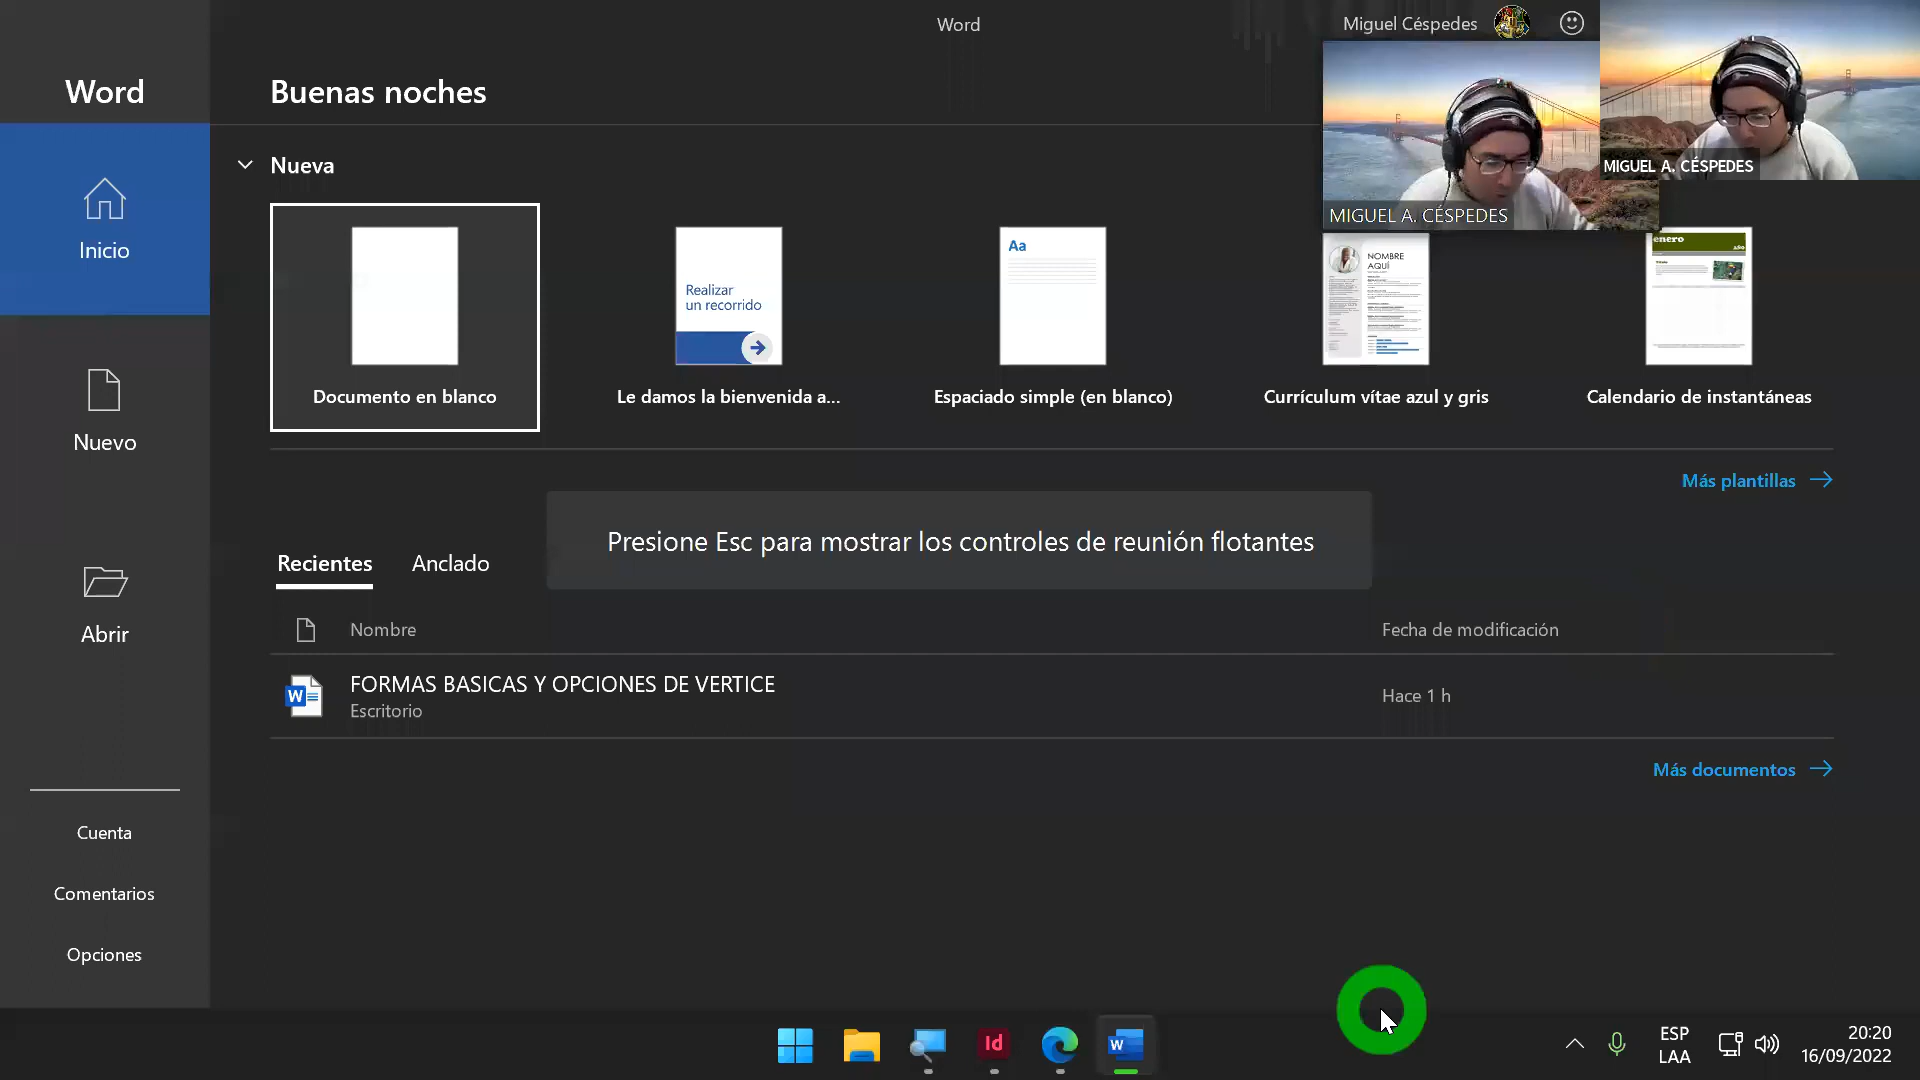 Word
Miguel Céspedes
Word
Buenas noches
MIGUEL A. CÉSPEDES
MIGUEL A. CÉSPEDES
Nueva
Inicio
Nuevo
Abrir
Cuenta
Comentarios
Opciones
Realizar
un recorrido
Aa
NOMBRE
AQUÍ
enero
AÑO
Documento en blanco
Le damos la bienvenida a...
Espaciado simple (en blanco)
Currículum vítae azul y gris
Calendario de instantáneas
Más plantillas
Presione Esc para mostrar los controles de reunión flotantes
Recientes
Anclado
Nombre
Fecha de modificación
W
FORMAS BASICAS Y OPCIONES DE VERTICE
Escritorio
Hace 1 h
Más documentos
Id
W
ESP
LAA
20:20
16/09/2022